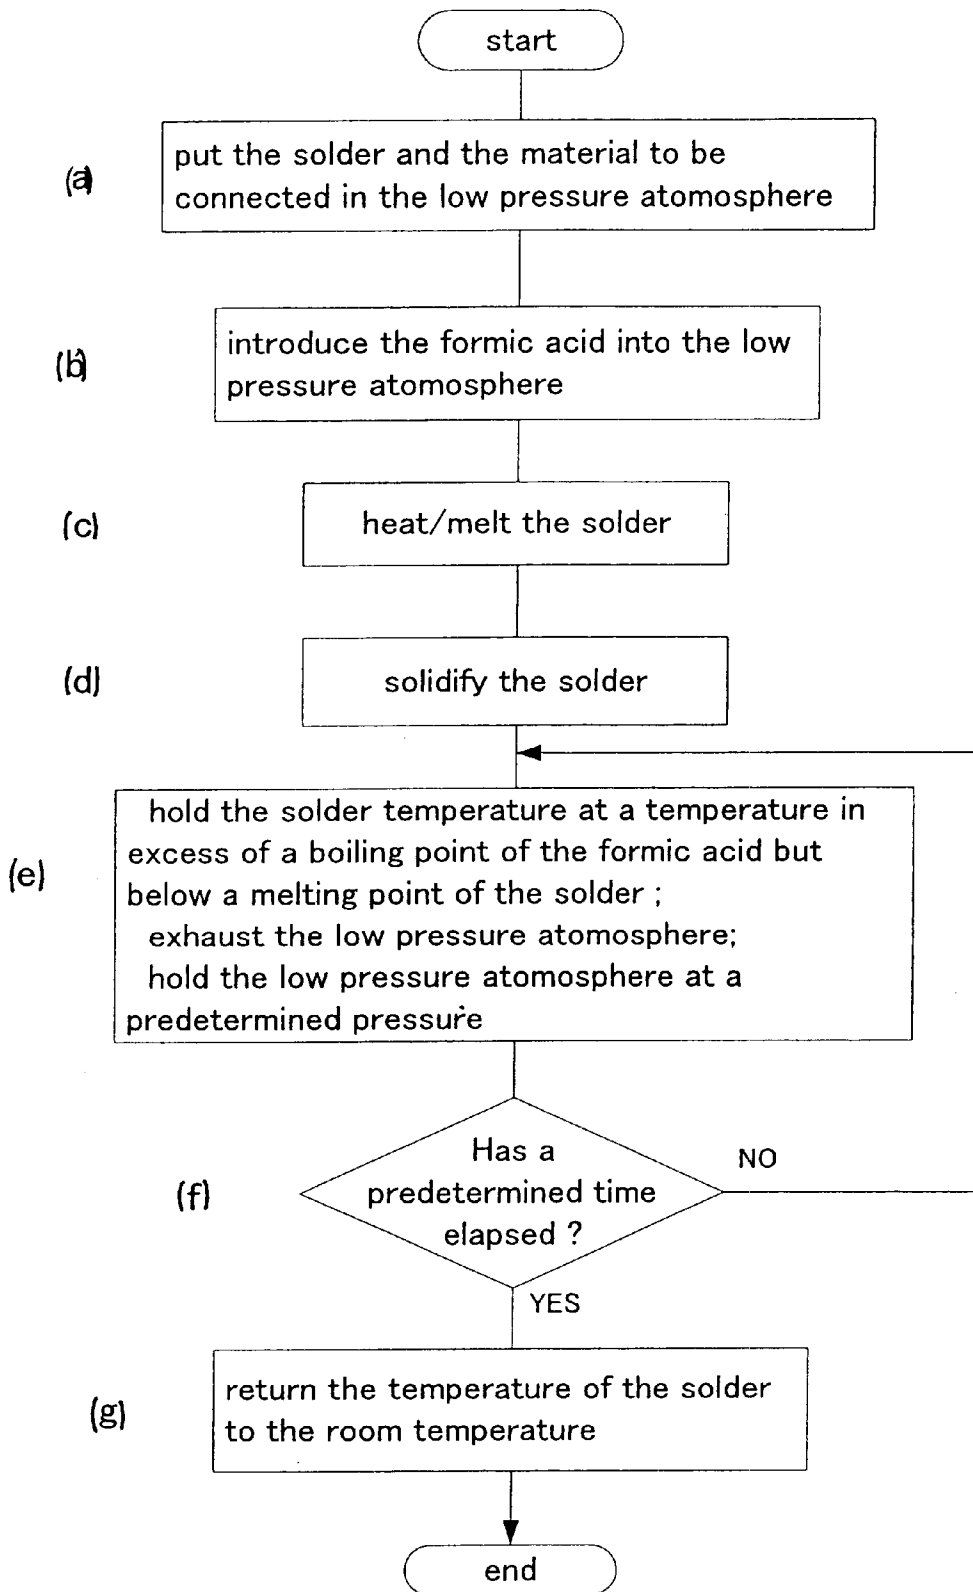 start
(a)
put the solder and the material to be
connected in the low pressure atomosphere
(b)
introduce the formic acid into the low
pressure atomosphere
(c)
heat/melt the solder
(d)
solidify the solder
(e)
hold the solder temperature at a temperature in
excess of a boiling point of the formic acid but
below a melting point of the solder ;
exhaust the low pressure atomosphere;
hold the low pressure atomosphere at a
predetermined pressure
(f)
Has a
predetermined time
elapsed ?
NO
YES
(g)
return the temperature of the solder
to the room temperature
end